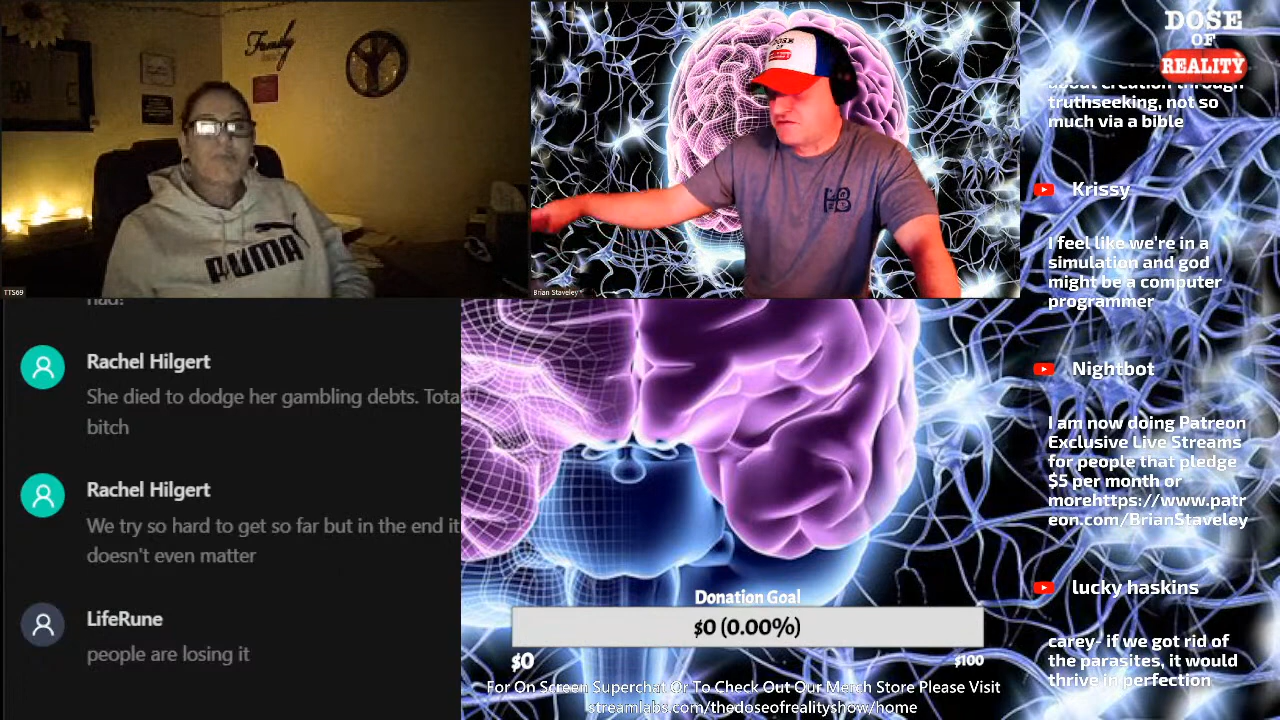 Family
PUMA
TTS69
DOSE
OF
REALITY
HB
Brian Staveley
DOSE
OF
REALITY
about creation through
truthseeking, not so
much via a bible
Krissy
I feel like we're in a
simulation and god
might be a computer
programmer
Nightbot
I am now doing Patreon
Exclusive Live Streams
for people that pledge
$5 per month or
morehttps://www.patr
eon.com/BrianStaveley
lucky haskins
carey- if we got rid of
the parasites, it would
thrive in perfection
had!
Rachel Hilgert
She died to dodge her gambling debts. Tota
bitch
Rachel Hilgert
We try so hard to get so far but in the end it
doesn't even matter
LifeRune
people are losing it
Donation Goal
$0 (0.00%)
$0
$100
For On Screen Superchat Or To Check Out Our Merch Store Please Visit
streamlabs.com/thedoseofrealityshow/home